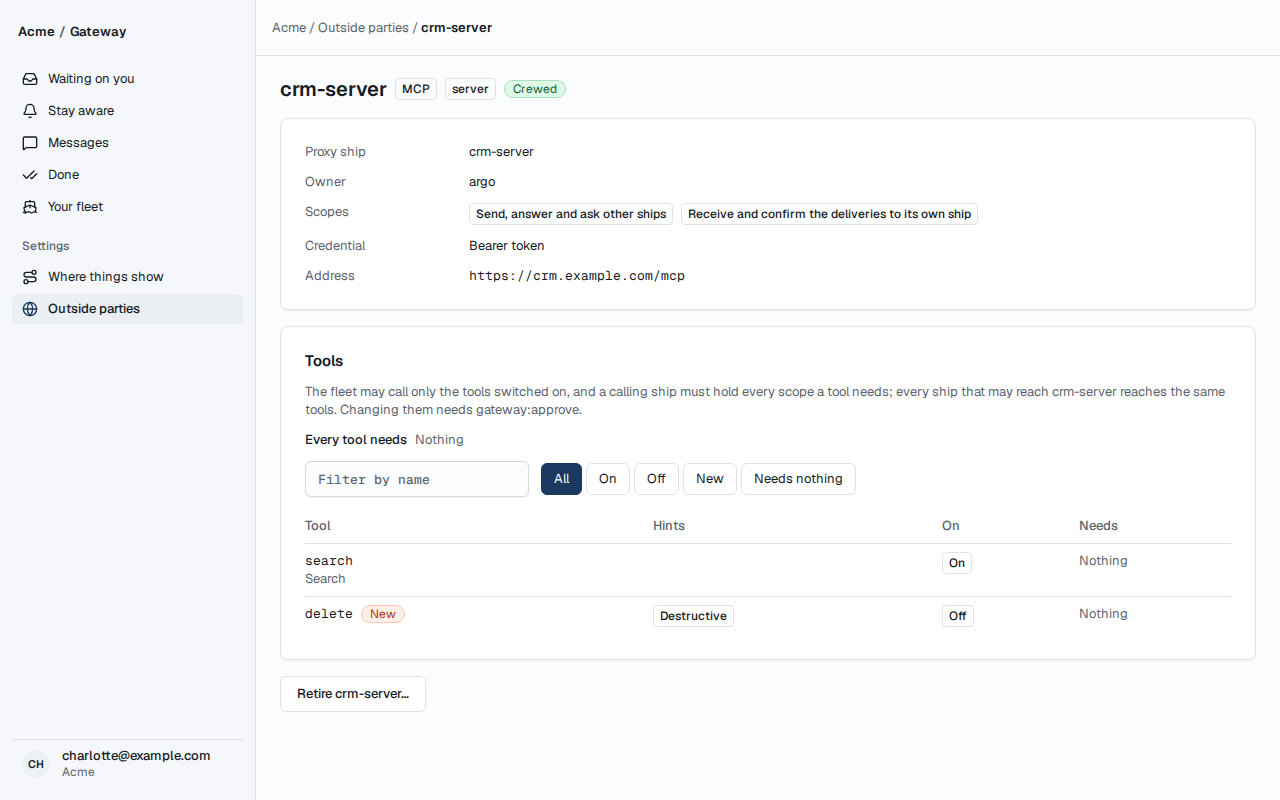 Acme / Gateway
Acme / Outside parties / crm-server
Waiting on you
Stay aware
Messages
Done
Your fleet
Settings
Where things show
Outside parties
charlotte@example.com
CH
Acme
crm-server MCP server Crewed
Proxy ship crm-server
Owner argo
Scopes Send, answer and ask other ships Receive and confirm the deliveries to its own ship
Credential Bearer token
Address https://crm.example.com/mcp
Tools
The fleet may call only the tools switched on, and a calling ship must hold every scope a tool needs; every ship that may reach crm-server reaches the same
tools. Changing them needs gateway:approve.
Every tool needs Nothing
Filter by name All On Off New Needs nothing
Tool Hints On Needs
search On Nothing
Search
delete New Destructive Off Nothing
Retire crm-server…